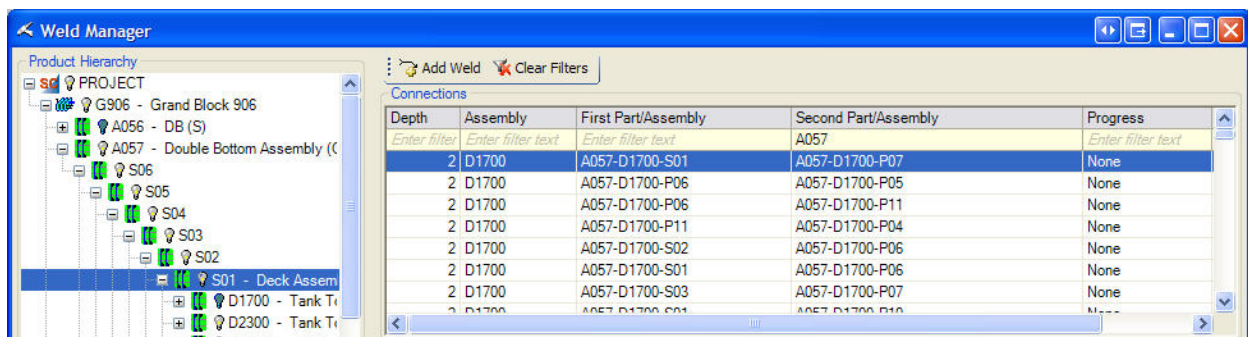 Weld Manager
Product Hierarchy
PROJECT
G906 - Grand Block 906
A056 - DB (S)
A057 - Double Bottom Assembly (
S06
S05
S04
S03
S02
S01 - Deck Assem
D1700 - Tank T
D2300 - Tank T
Add Weld Clear Filters
Connections
Depth Assembly First Part/Assembly Second Part/Assembly Progress
Enter filter Enter filter text Enter filter text A057 Enter filter text
2 D1700 A057-D1700-S01 A057-D1700-P07 None
2 D1700 A057-D1700-P06 A057-D1700-P05 None
2 D1700 A057-D1700-P06 A057-D1700-P11 None
2 D1700 A057-D1700-P11 A057-D1700-P04 None
2 D1700 A057-D1700-S02 A057-D1700-P06 None
2 D1700 A057-D1700-S01 A057-D1700-P06 None
2 D1700 A057-D1700-S03 A057-D1700-P07 None